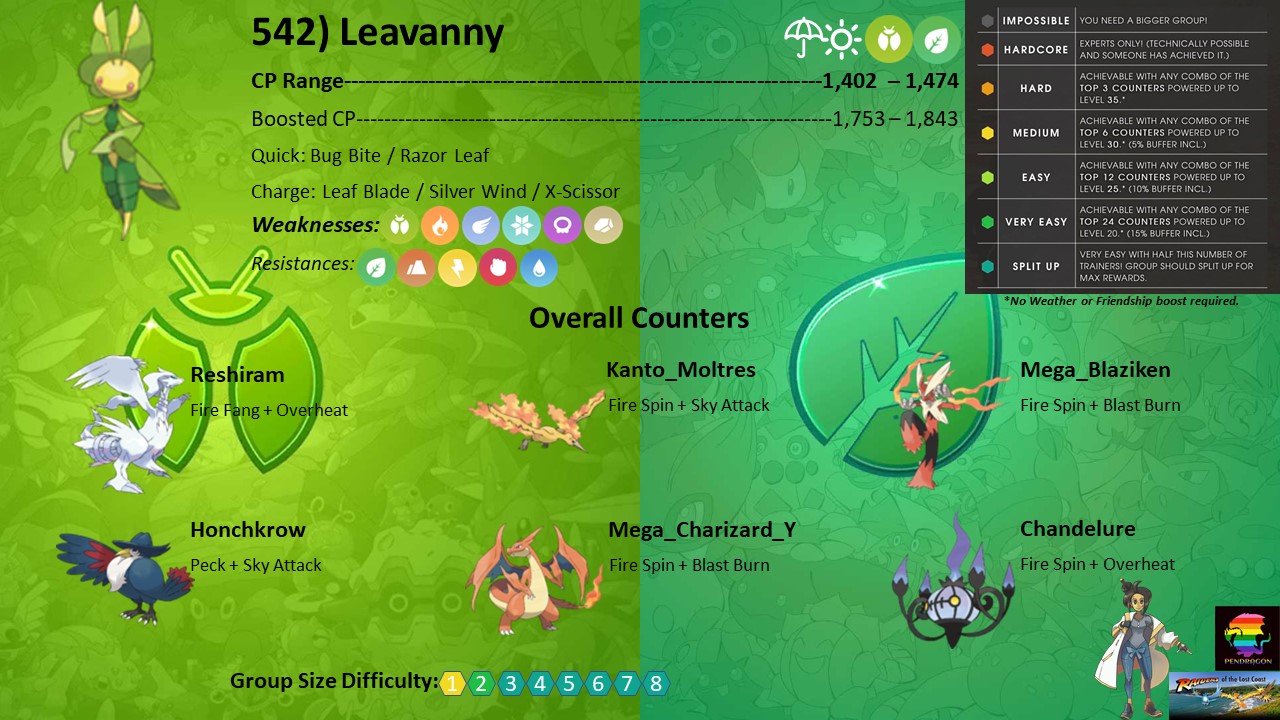 542) Leavanny
CP Range----------------------------------------------------------------------1,402 – 1,474
Boosted CP----------------------------------------------------------------------1,753 – 1,843
Quick: Bug Bite / Razor Leaf
Charge: Leaf Blade / Silver Wind / X-Scissor
Weaknesses:
Resistances:
IMPOSSIBLE YOU NEED A BIGGER GROUP!
HARDCORE EXPERTS ONLY! (TECHNICALLY POSSIBLE
AND SOMEONE HAS ACHIEVED IT.)
HARD ACHIEVABLE WITH ANY COMBO OF THE
TOP 3 COUNTERS POWERED UP TO
LEVEL 35.*
MEDIUM ACHIEVABLE WITH ANY COMBO OF THE
TOP 6 COUNTERS POWERED UP TO
LEVEL 30.* (5% BUFFER INCL.)
EASY ACHIEVABLE WITH ANY COMBO OF THE
TOP 12 COUNTERS POWERED UP TO
LEVEL 25.* (10% BUFFER INCL.)
VERY EASY ACHIEVABLE WITH ANY COMBO OF THE
TOP 24 COUNTERS POWERED UP TO
LEVEL 20.* (15% BUFFER INCL.)
SPLIT UP VERY EASY WITH HALF THIS NUMBER OF
TRAINERS! GROUP SHOULD SPLIT UP FOR
MAX REWARDS.
*No Weather or Friendship boost required.
Overall Counters
Reshiram
Fire Fang + Overheat
Kanto_Moltres
Fire Spin + Sky Attack
Mega_Blaziken
Fire Spin + Blast Burn
Honchkrow
Peck + Sky Attack
Mega_Charizard_Y
Fire Spin + Blast Burn
Chandelure
Fire Spin + Overheat
Group Size Difficulty: 1 2 3 4 5 6 7 8
PENDRAGON
RAIDERS of the Lost Coast